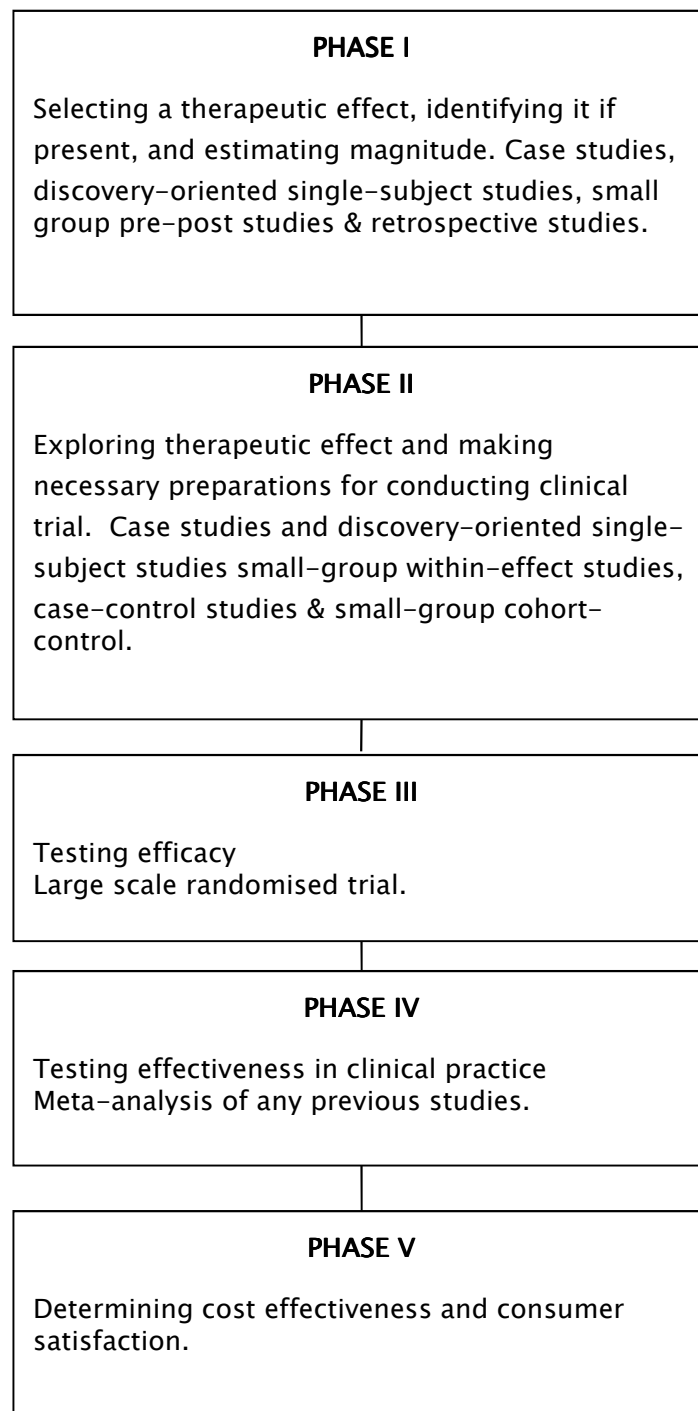 PHASE I
Selecting a therapeutic effect, identifying it if
present, and estimating magnitude. Case studies,
discovery-oriented single-subject studies, small
group pre-post studies & retrospective studies.
PHASE II
Exploring therapeutic effect and making
necessary preparations for conducting clinical
trial.  Case studies and discovery-oriented single-
subject studies small-group within-effect studies,
case-control studies & small-group cohort-
control.
PHASE III
Testing efficacy
Large scale randomised trial.
PHASE IV
Testing effectiveness in clinical practice
Meta-analysis of any previous studies.
PHASE V
Determining cost effectiveness and consumer
satisfaction.